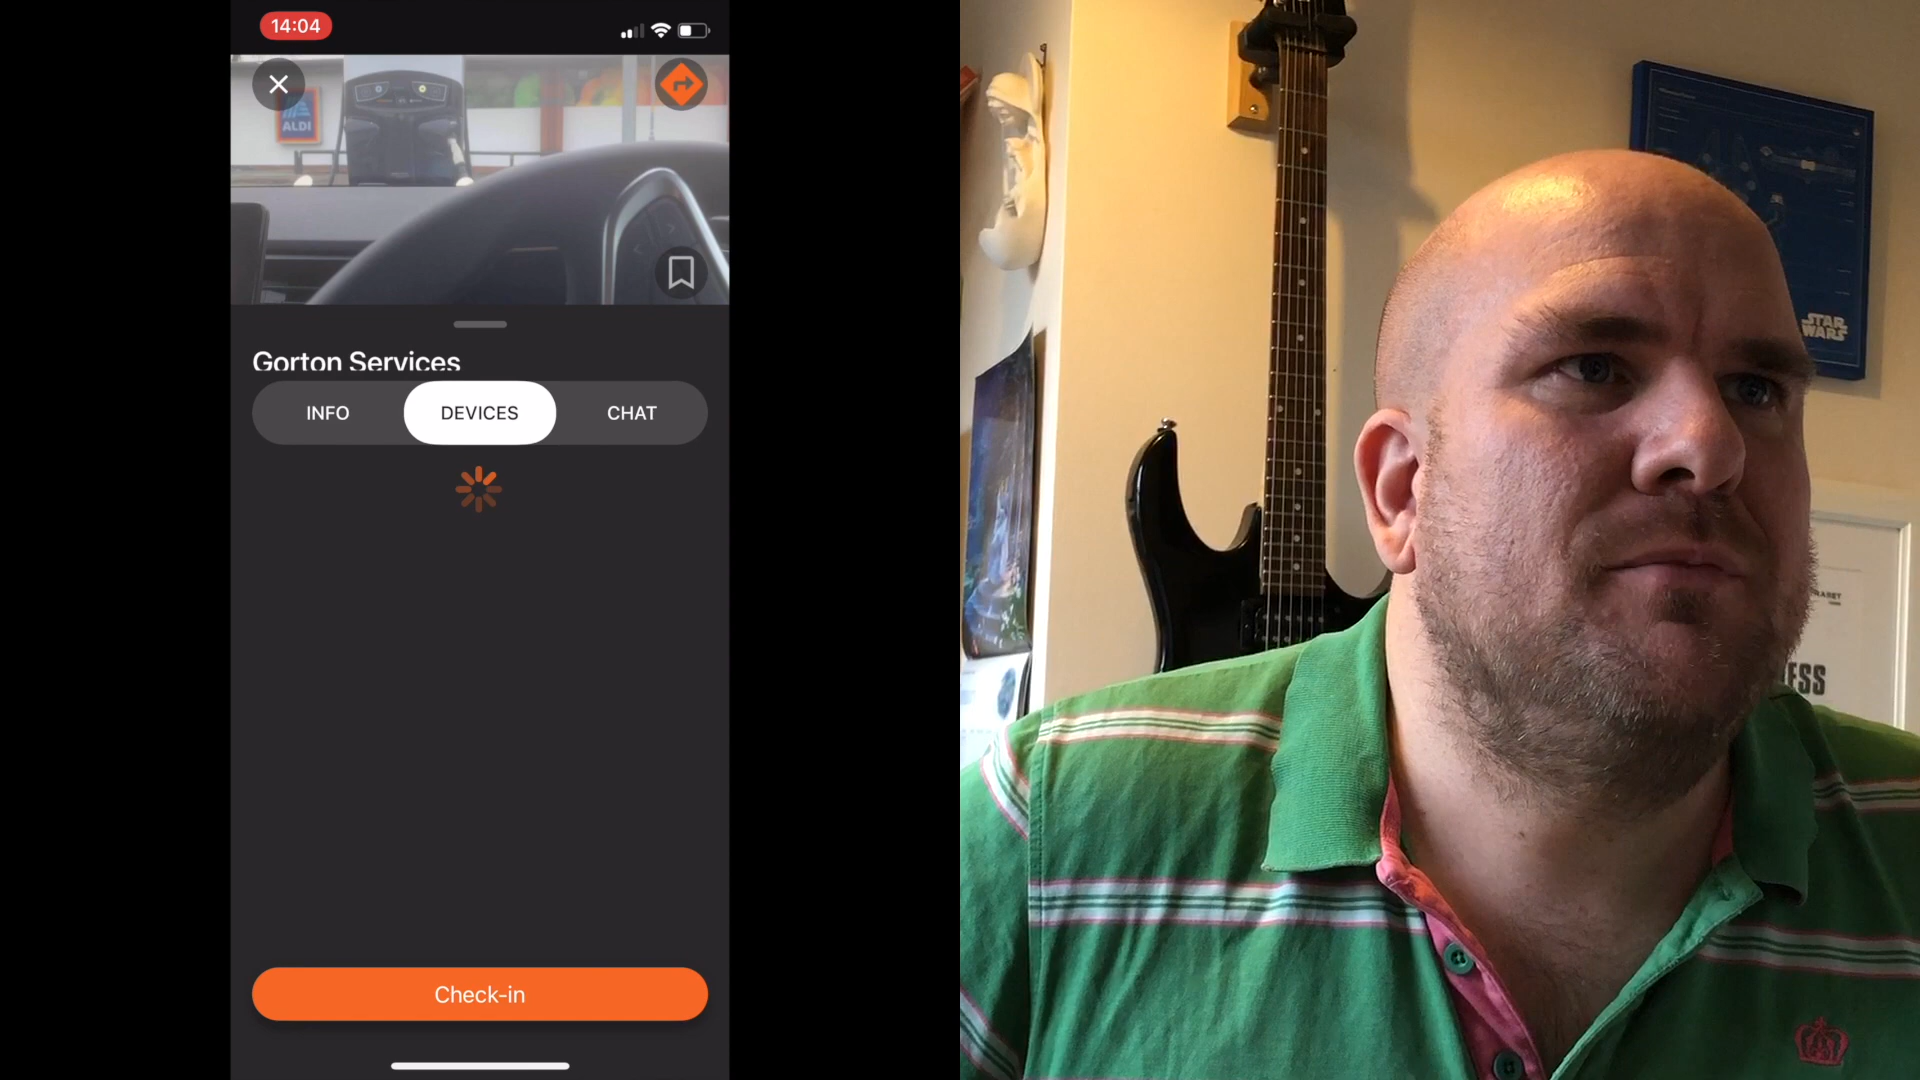 14:04
ALDI
Gorton Services
INFO
DEVICES
CHAT
Check-in
STAR
WARS
ESS